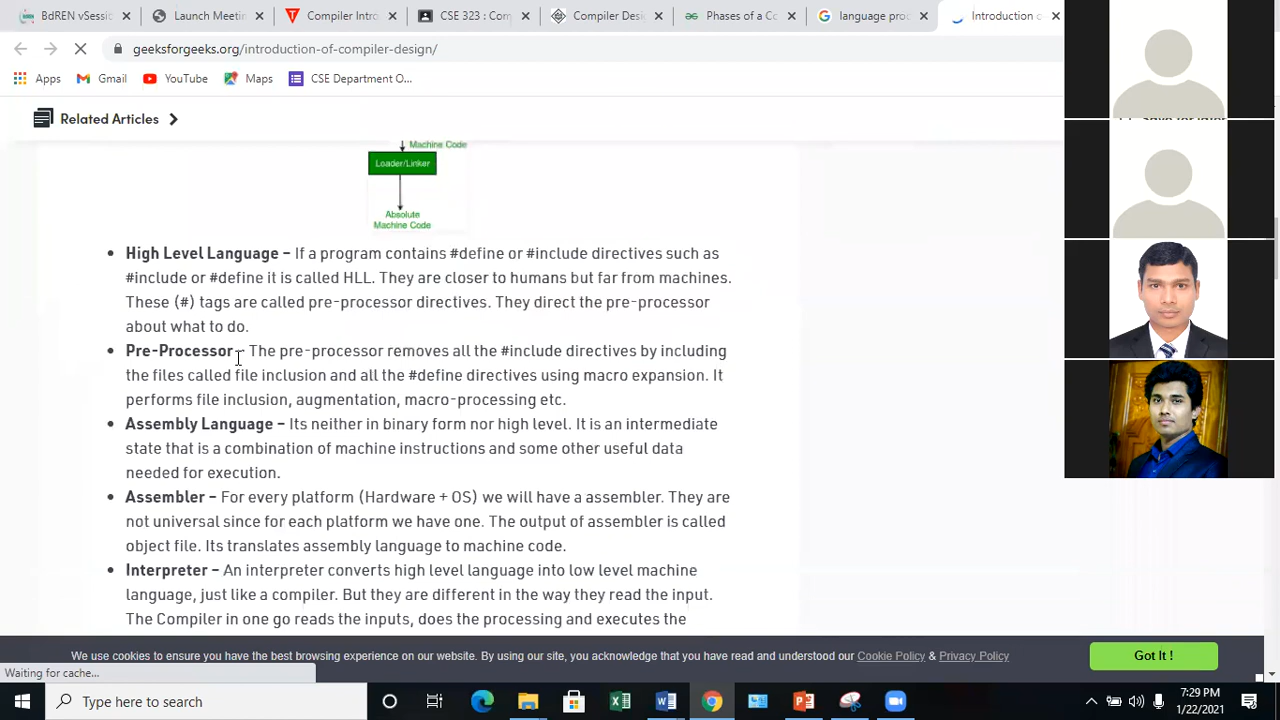 BdREN vSessic
Launch Meeti
Compiler Intro
CSE 323 : Com
Compiler Desi
Phases of a Co
language proc
Introduction o
geeksforgeeks.org/introduction-of-compiler-design/
Apps
Gmail
YouTube
Maps
CSE Department O...
Related Articles
Machine Code
Loader/Linker
Absolute
Machine Code
High Level Language – If a program contains #define or #include directives such as
#include or #define it is called HLL. They are closer to humans but far from machines.
These (#) tags are called pre-processor directives. They direct the pre-processor
about what to do.
Pre-Processor – The pre-processor removes all the #include directives by including
the files called file inclusion and all the #define directives using macro expansion. It
performs file inclusion, augmentation, macro-processing etc.
Assembly Language – Its neither in binary form nor high level. It is an intermediate
state that is a combination of machine instructions and some other useful data
needed for execution.
Assembler – For every platform (Hardware + OS) we will have a assembler. They are
not universal since for each platform we have one. The output of assembler is called
object file. Its translates assembly language to machine code.
Interpreter – An interpreter converts high level language into low level machine
language, just like a compiler. But they are different in the way they read the input.
The Compiler in one go reads the inputs, does the processing and executes the
We use cookies to ensure you have the best browsing experience on our website. By using our site, you acknowledge that you have read and understood our Cookie Policy & Privacy Policy
Got It !
Waiting for cache...
Type here to search
7:29 PM
1/22/2021